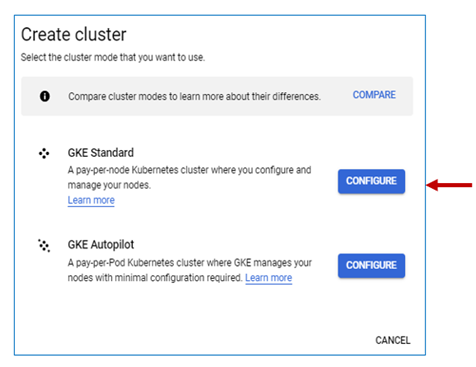 Create cluster
Select the cluster mode that you want to use.
Compare cluster modes to learn more about their differences. COMPARE
GKE Standard
A pay-per-node Kubernetes cluster where you configure and
manage your nodes.
Learn more
CONFIGURE
GKE Autopilot
A pay-per-Pod Kubernetes cluster where GKE manages your
nodes with minimal configuration required. Learn more
CONFIGURE
CANCEL